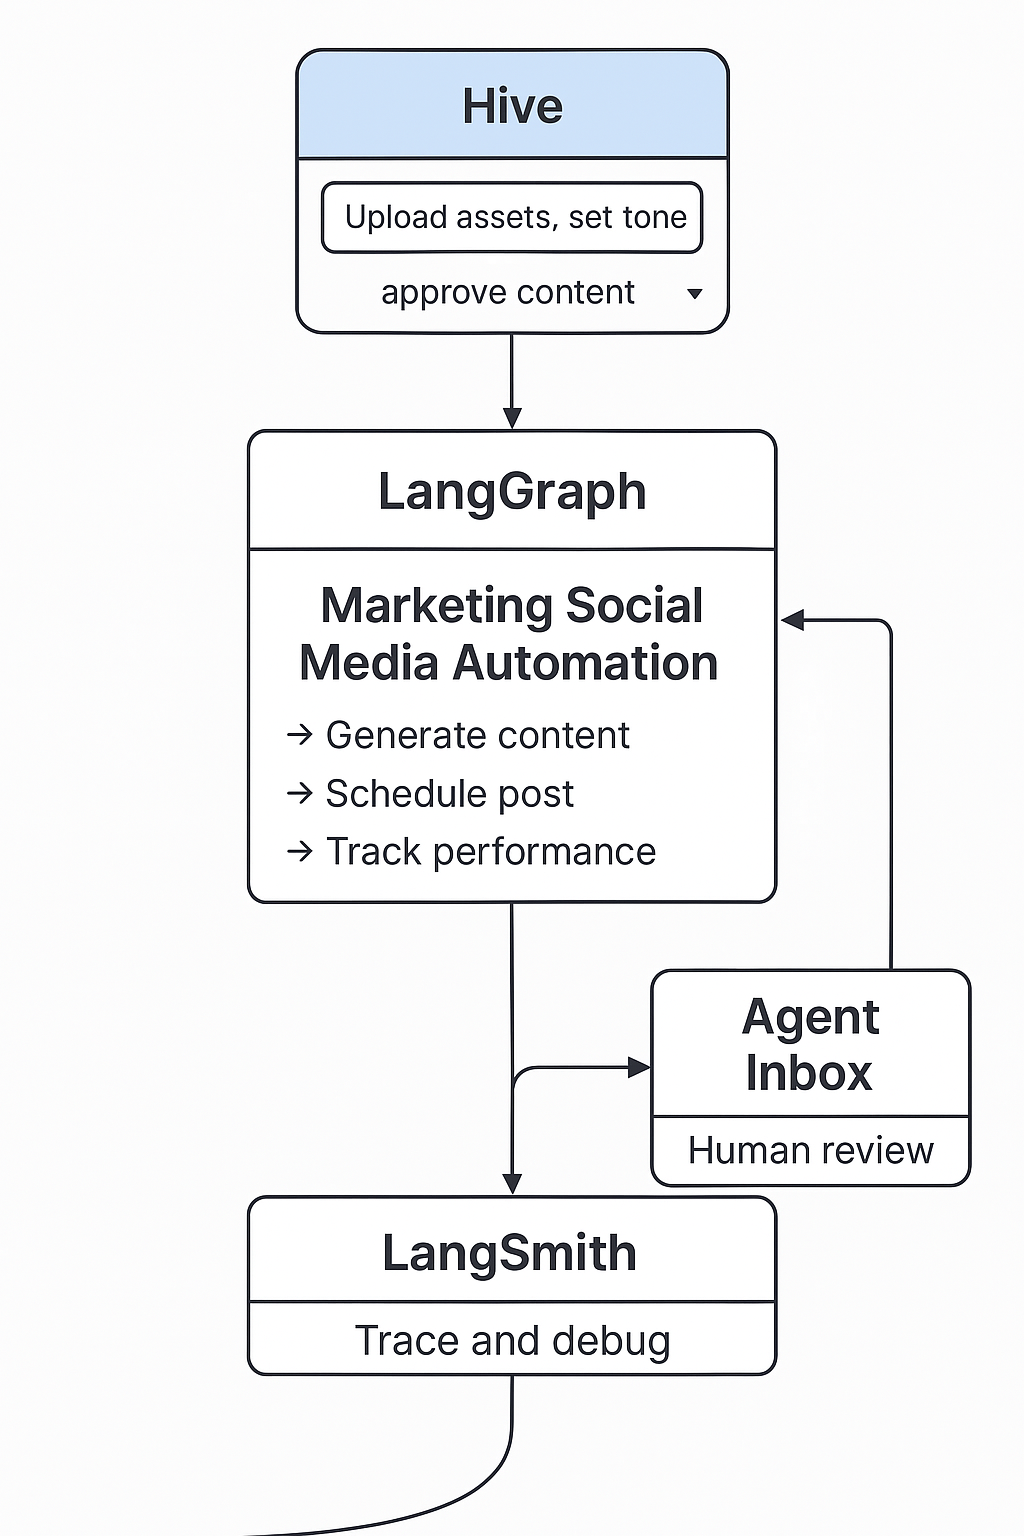 Hive
Upload assets, set tone
approve content
LangGraph
Marketing Social
Media Automation
→ Generate content
→ Schedule post
→ Track performance
Agent
Inbox
Human review
LangSmith
Trace and debug